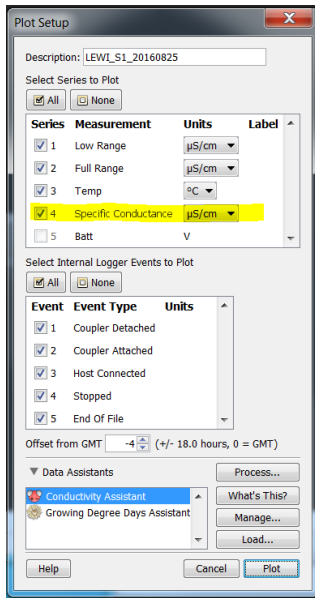 Plot Setup
Description: LEWI_S1_20160825
Select Series to Plot
All None
Series Measurement Units Label
1 Low Range µS/cm
2 Full Range µS/cm
3 Temp °C
4 Specific Conductance µS/cm
5 Batt V
Select Internal Logger Events to Plot
All None
Event Event Type Units
1 Coupler Detached
2 Coupler Attached
3 Host Connected
4 Stopped
5 End Of File
Offset from GMT -4 (+/- 18.0 hours, 0 = GMT)
Data Assistants Process...
Conductivity Assistant What's This?
Growing Degree Days Assistant Manage...
Load...
Help Cancel Plot